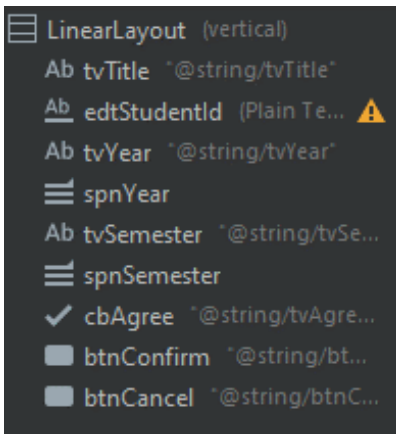 LinearLayout (vertical)
Ab tvTitle "@string/tvTitle"
Ab edtStudentId (Plain Te...
Ab tvYear "@string/tvYear"
spnYear
Ab tvSemester "@string/tvSe...
spnSemester
cbAgree "@string/tvAgre...
btnConfirm "@string/bt...
btnCancel "@string/btnC...